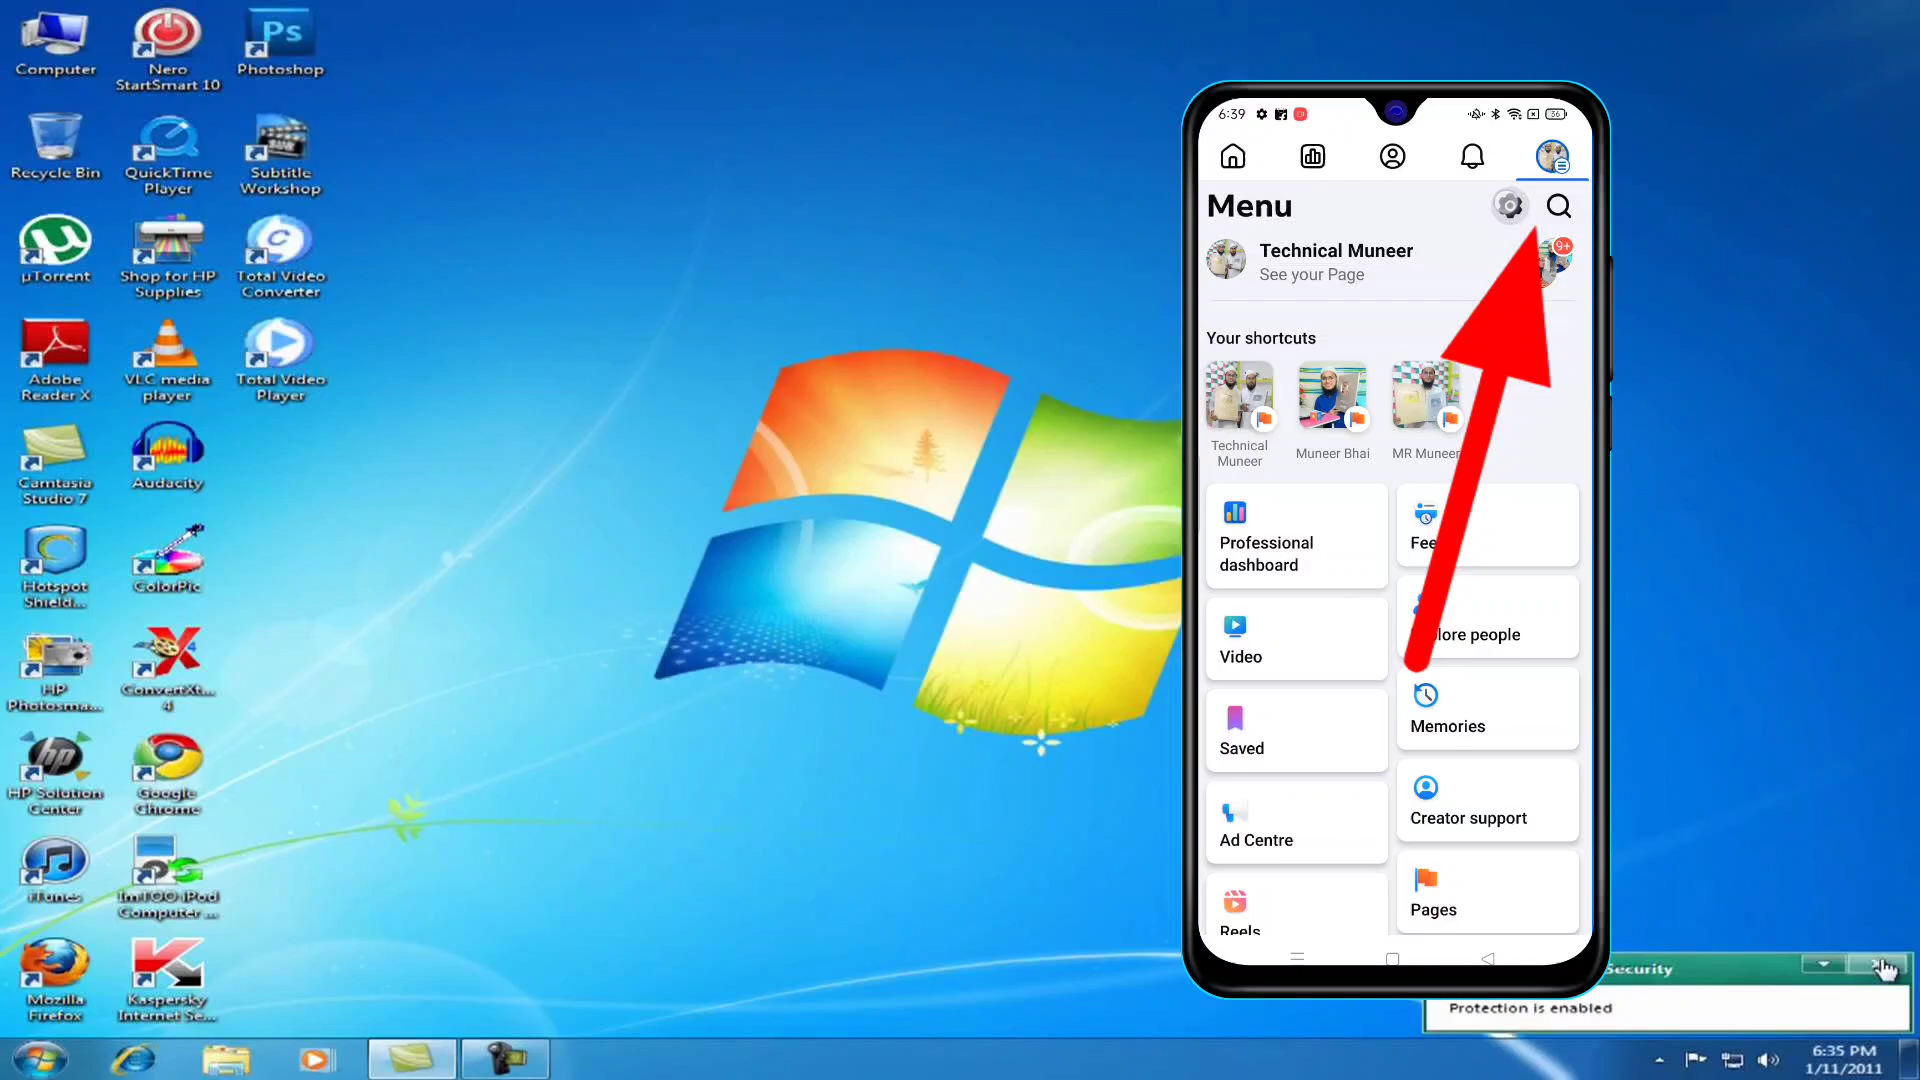 Computer
Nero
StartSmart 10
Ps
Photoshop
Recycle Bin
QuickTime
Player
Subtitle
Workshop
µTorrent
Shop for HP
Supplies
Total Video
Converter
Adobe
Reader X
VLC media
player
Total Video
Player
Camtasia
Studio 7
Audacity
Hotspot
Shield...
ColorPic
HP
Photosma...
ConvertXt...
4
HP Solution
Center
Google
Chrome
iTunes
ImTOO iPod
Computer ...
Mozilla
Firefox
Kaspersky
Internet Se...
6:39
56
Menu
Technical Muneer
See your Page
9+
Your shortcuts
Technical
Muneer
Muneer Bhai
MR Muneer
Professional
dashboard
Fee
Video
lore people
Saved
Memories
Ad Centre
Creator support
Reels
Pages
Security
Protection is enabled
6:35 PM
1/11/2011